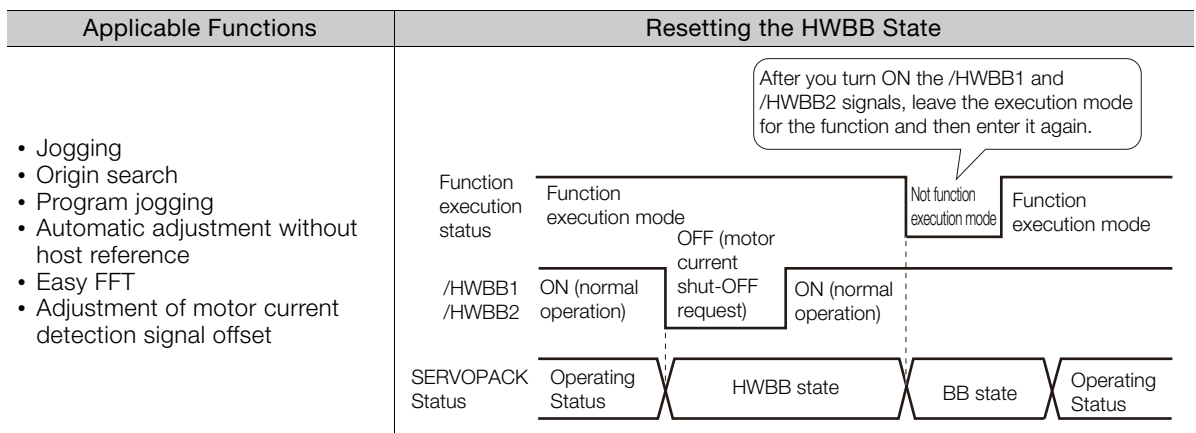 Applicable Functions
Resetting the HWBB State
• Jogging
• Origin search
• Program jogging
• Automatic adjustment without
host reference
• Easy FFT
• Adjustment of motor current
detection signal offset
After you turn ON the /HWBB1 and
/HWBB2 signals, leave the execution mode
for the function and then enter it again.
Function
execution
status
Function
execution mode
Not function
execution mode
Function
execution mode
/HWBB1
/HWBB2
ON (normal
operation)
OFF (motor
current
shut-OFF
request)
ON (normal
operation)
SERVOPACK
Status
Operating
Status
HWBB state
BB state
Operating
Status